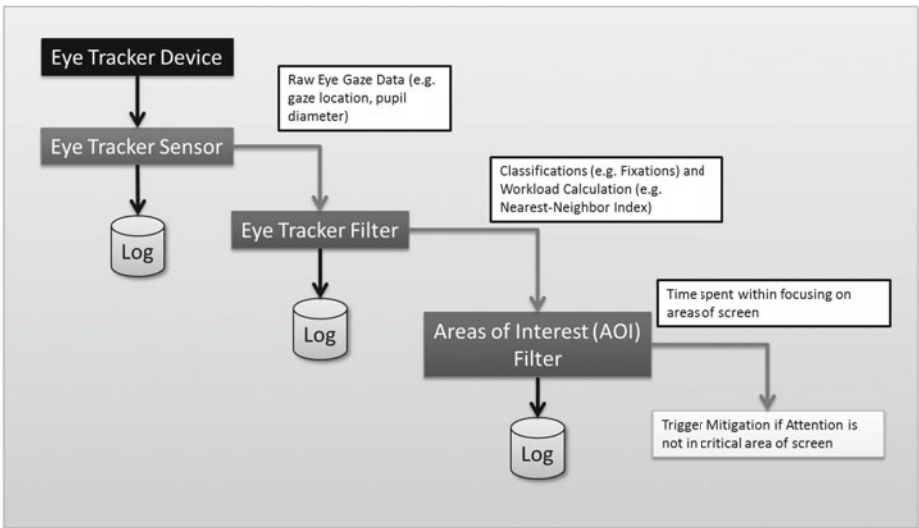 Eye Tracker Device
Raw Eye Gaze Data (e.g.
gaze location, pupil
diameter)
Eye Tracker Sensor
Classifications (e.g. Fixations) and
Workload Calculation (e.g.
Nearest-Neighbor Index)
Log
Eye Tracker Filter
Time spent within focusing on
areas of screen
Log
Areas of Interest (AOI)
Filter
Trigger Mitigation if Attention is
not in critical area of screen
Log